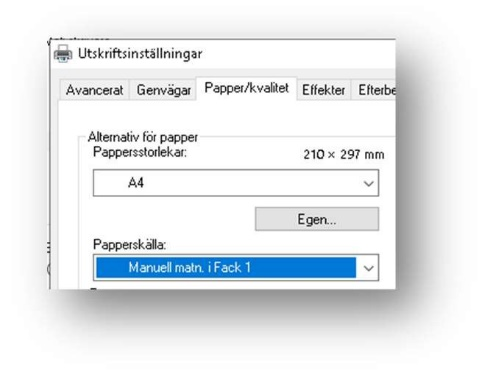 Utskriftsinställningar
Avancerat Genvägar Papper/kvalitet Effekter
Alternativ för papper
Pappersstorlekar: 210 × 297 mm
A4
Egen...
Papperskälla:
Manuell matn. i Fack 1